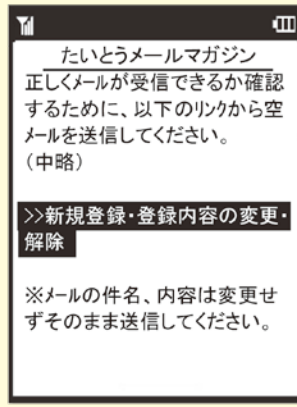 たいとうメールマガジン
正しくメールが受信できるか確認
するために、以下のリンクから空
メールを送信してください。
（中略）
>>新規登録・登録内容の変更・
解除
※メールの件名、内容は変更せ
ずそのまま送信してください。